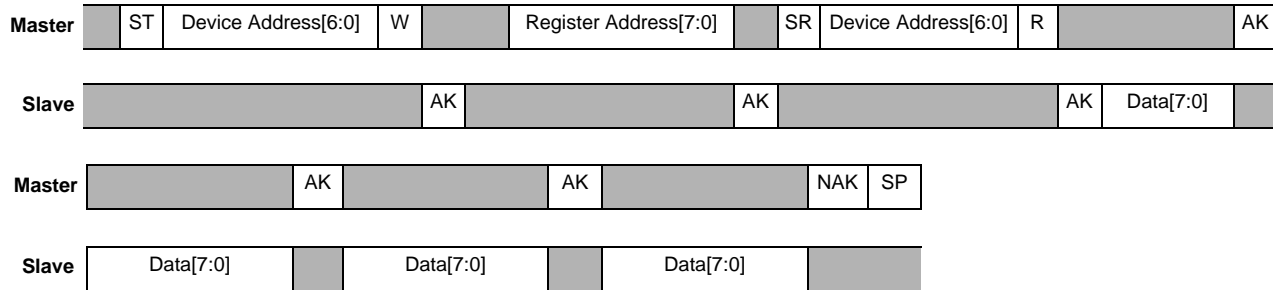 Master ST Device Address[6:0] W Register Address[7:0] SR Device Address[6:0] R AK
Slave AK AK AK Data[7:0]
Master AK AK NAK SP
Slave Data[7:0] Data[7:0] Data[7:0]